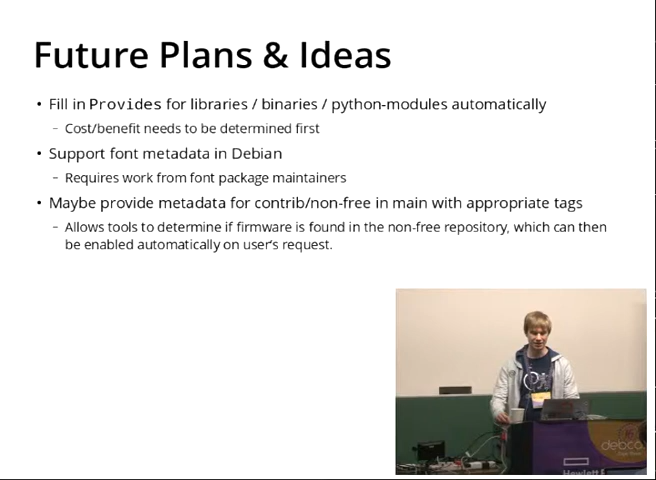 Future Plans & Ideas
• Fill in Provides for libraries / binaries / python-modules automatically
– Cost/benefit needs to be determined first
• Support font metadata in Debian
– Requires work from font package maintainers
• Maybe provide metadata for contrib/non-free in main with appropriate tags
– Allows tools to determine if firmware is found in the non-free repository, which can then
be enabled automatically on user's request.
debco
Hewlett